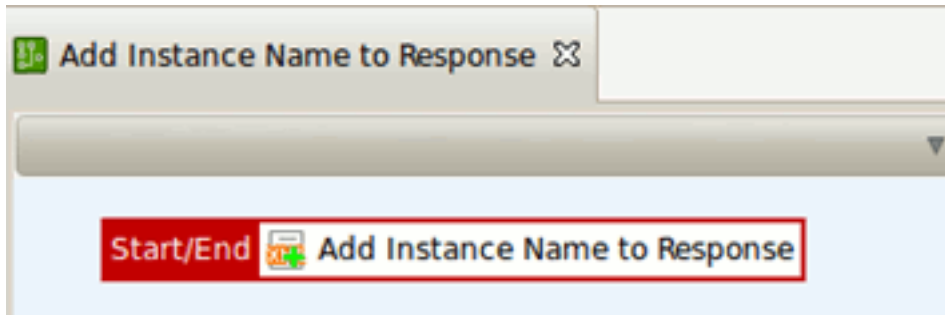 Add Instance Name to Response
Start/End Add Instance Name to Response